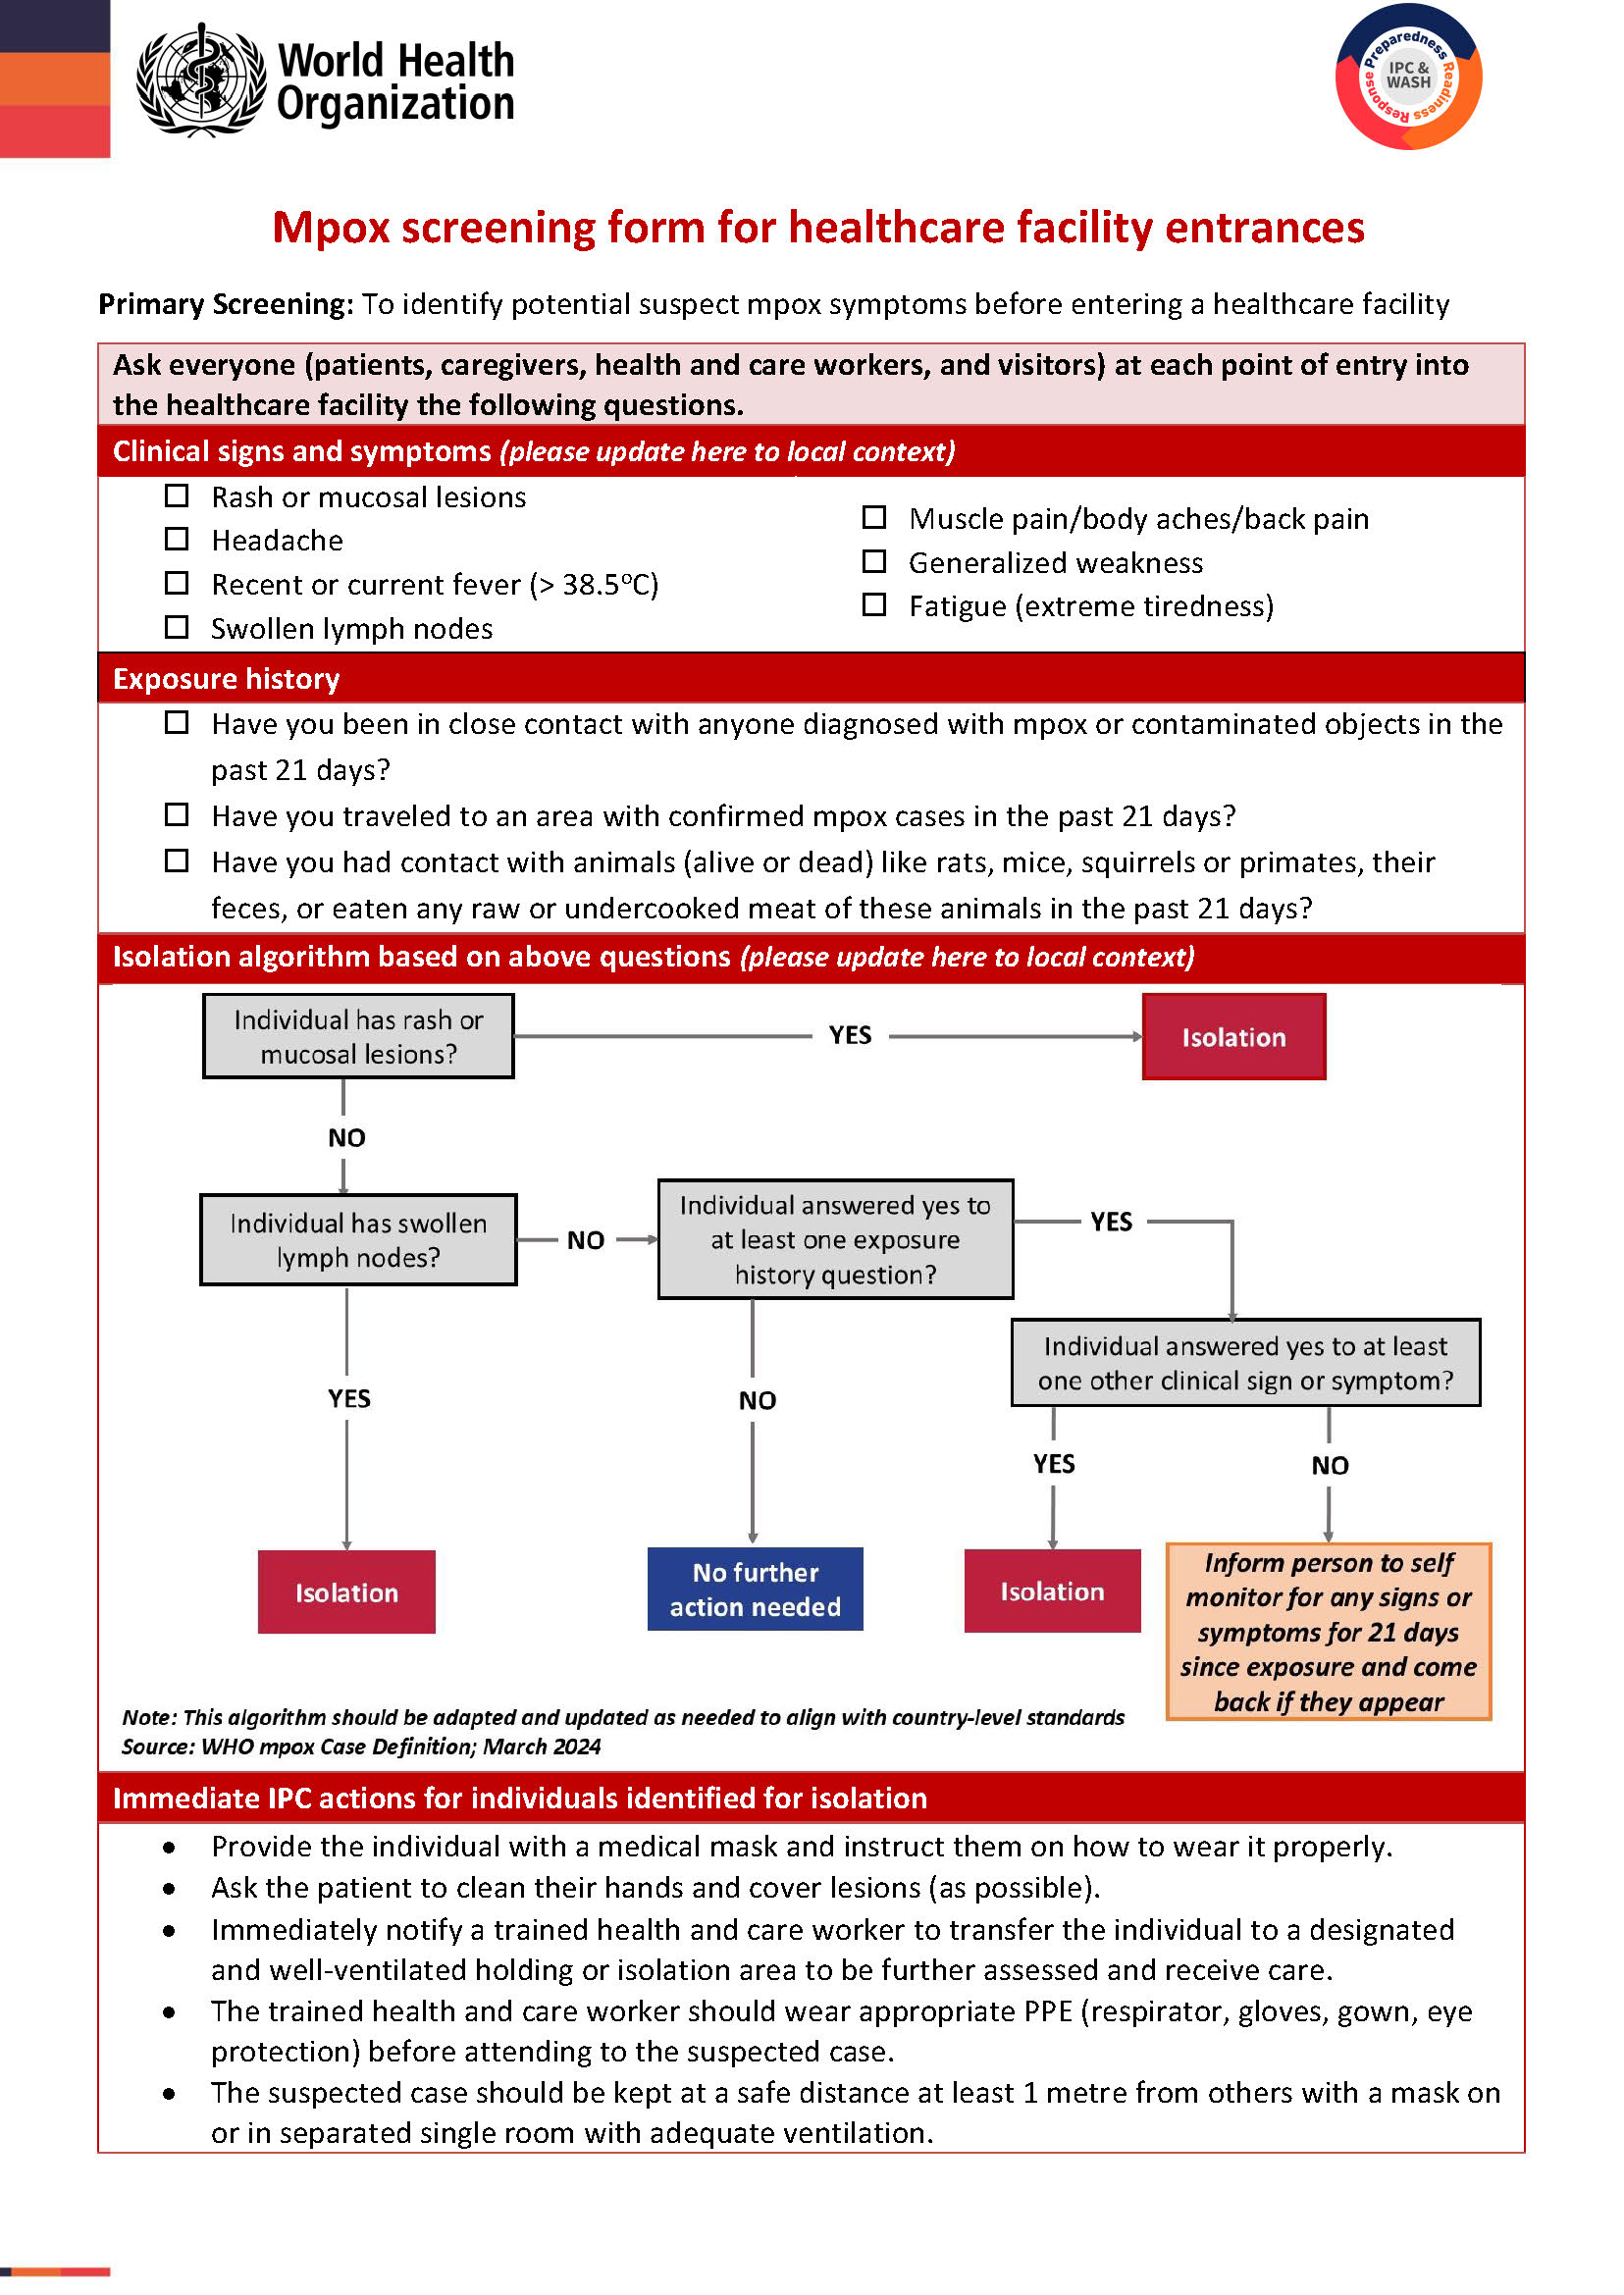 World Health
Organization
Preparedness
Readiness
Response
IPC &
WASH
Mpox screening form for healthcare facility entrances
Primary Screening: To identify potential suspect mpox symptoms before entering a healthcare facility
Ask everyone (patients, caregivers, health and care workers, and visitors) at each point of entry into
the healthcare facility the following questions.
Clinical signs and symptoms (please update here to local context)
☐ Rash or mucosal lesions
☐ Headache
☐ Recent or current fever (> 38.5°C)
☐ Swollen lymph nodes
☐ Muscle pain/body aches/back pain
☐ Generalized weakness
☐ Fatigue (extreme tiredness)
Exposure history
☐ Have you been in close contact with anyone diagnosed with mpox or contaminated objects in the
past 21 days?
☐ Have you traveled to an area with confirmed mpox cases in the past 21 days?
☐ Have you had contact with animals (alive or dead) like rats, mice, squirrels or primates, their
feces, or eaten any raw or undercooked meat of these animals in the past 21 days?
Isolation algorithm based on above questions (please update here to local context)
Individual has rash or
mucosal lesions?
YES
Isolation
NO
Individual has swollen
lymph nodes?
NO
Individual answered yes to
at least one exposure
history question?
YES
Individual answered yes to at least
one other clinical sign or symptom?
YES
NO
YES
NO
Isolation
No further
action needed
Isolation
Inform person to self
monitor for any signs or
symptoms for 21 days
since exposure and come
back if they appear
Note: This algorithm should be adapted and updated as needed to align with country-level standards
Source: WHO mpox Case Definition; March 2024
Immediate IPC actions for individuals identified for isolation
• Provide the individual with a medical mask and instruct them on how to wear it properly.
• Ask the patient to clean their hands and cover lesions (as possible).
• Immediately notify a trained health and care worker to transfer the individual to a designated
and well-ventilated holding or isolation area to be further assessed and receive care.
• The trained health and care worker should wear appropriate PPE (respirator, gloves, gown, eye
protection) before attending to the suspected case.
• The suspected case should be kept at a safe distance at least 1 metre from others with a mask on
or in separated single room with adequate ventilation.